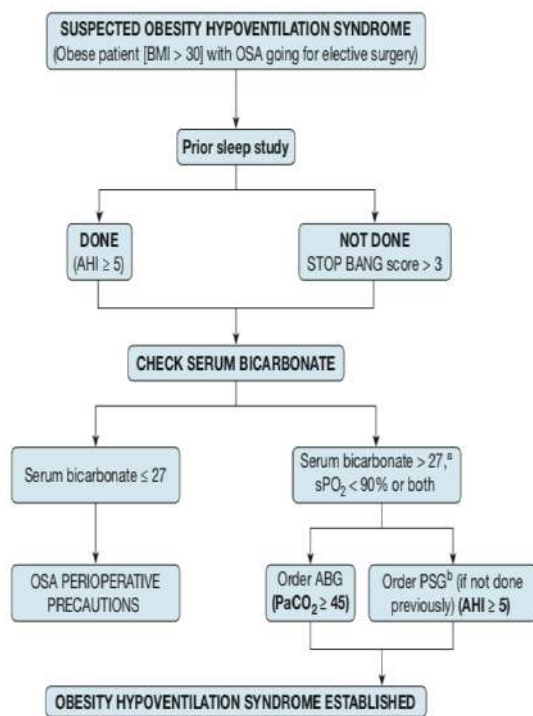 SUSPECTED OBESITY HYPOVENTILATION SYNDROME
(Obese patient [BMI > 30] with OSA going for elective surgery)
Prior sleep study
DONE
(AHI ≥ 5)
NOT DONE
STOP BANG score > 3
CHECK SERUM BICARBONATE
Serum bicarbonate ≤ 27
Serum bicarbonate > 27,ª
sPO₂ < 90% or both
OSA PERIOPERATIVE
PRECAUTIONS
Order ABG
(PaCO₂ ≥ 45)
Order PSGᵇ (if not done
previously) (AHI ≥ 5)
OBESITY HYPOVENTILATION SYNDROME ESTABLISHED